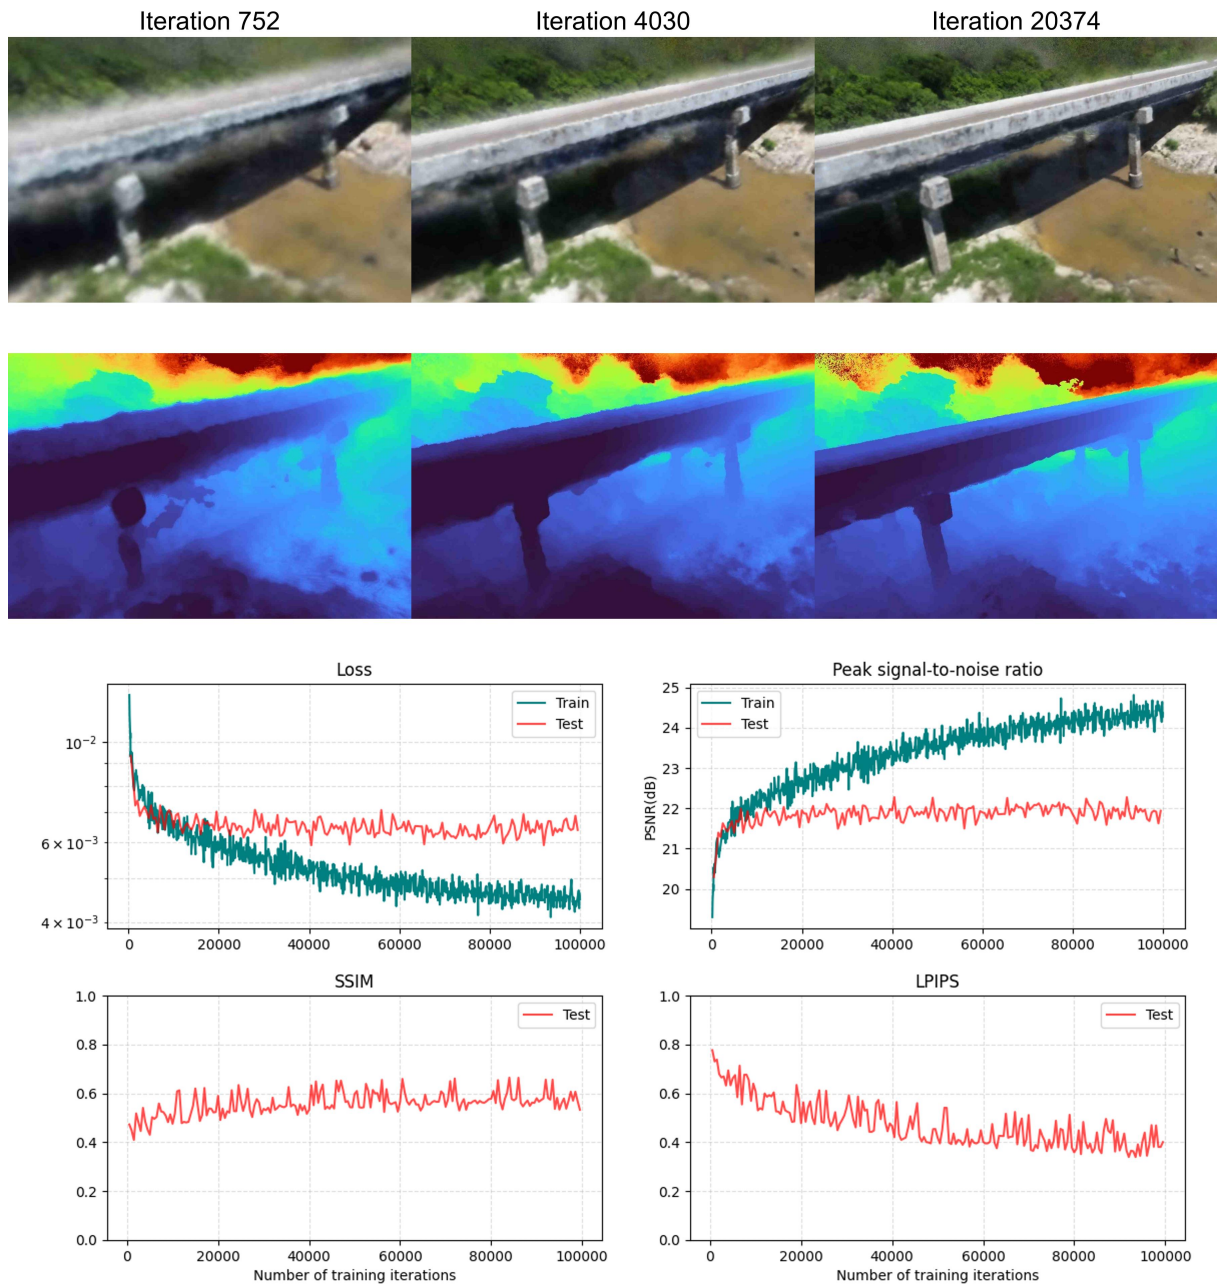 Iteration 752 Iteration 4030 Iteration 20374
Loss Peak signal-to-noise ratio
Train
Test
10⁻²
6 × 10⁻³
4 × 10⁻³
0 20000 40000 60000 80000 100000
Train
Test
PSNR(dB)
25
24
23
22
21
20
0 20000 40000 60000 80000 100000
SSIM LPIPS
Test
1.0
0.8
0.6
0.4
0.2
0.0
0 20000 40000 60000 80000 100000
Number of training iterations
Test
1.0
0.8
0.6
0.4
0.2
0.0
0 20000 40000 60000 80000 100000
Number of training iterations